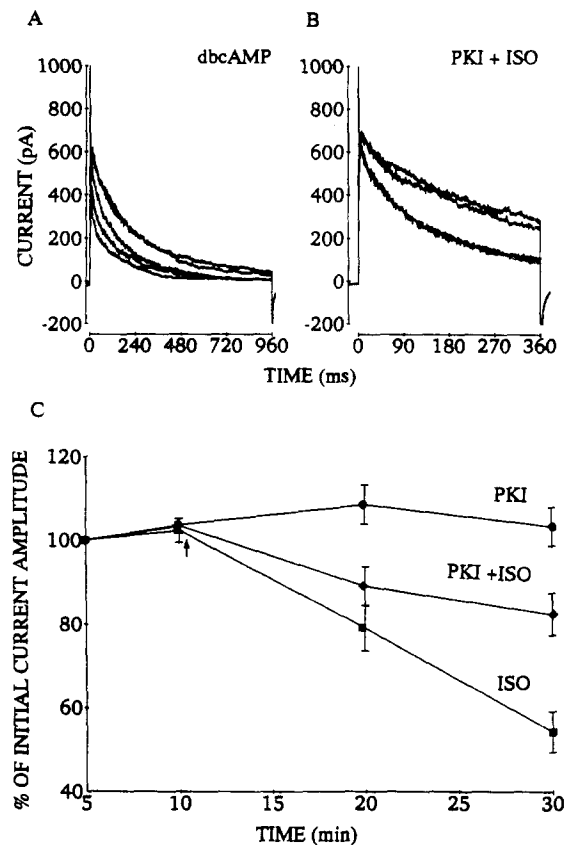 A
dbcAMP
CURRENT (pA)
1000
800
600
400
200
0
-200
0 240 480 720 960
B
PKI + ISO
1000
800
600
400
200
0
-200
0 90 180 270 360
TIME (ms)
C
% OF INITIAL CURRENT AMPLITUDE
120
100
80
60
40
PKI
PKI +ISO
ISO
5 10 15 20 25 30
TIME (min)